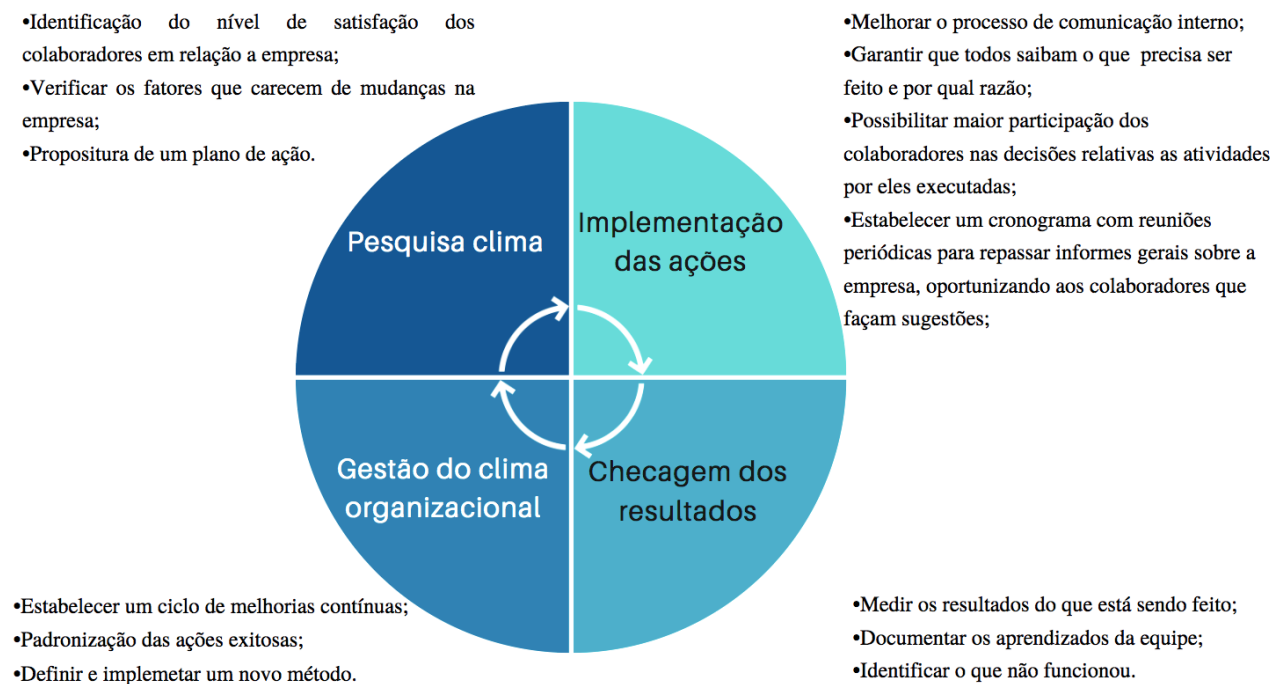 •Identificação do nível de satisfação dos
colaboradores em relação a empresa;
•Verificar os fatores que carecem de mudanças na
empresa;
•Propositura de um plano de ação.
•Melhorar o processo de comunicação interno;
•Garantir que todos saibam o que precisa ser
feito e por qual razão;
•Possibilitar maior participação dos
colaboradores nas decisões relativas as atividades
por eles executadas;
•Estabelecer um cronograma com reuniões
periódicas para repassar informes gerais sobre a
empresa, oportunizando aos colaboradores que
façam sugestões;
Pesquisa clima
Implementação
das ações
Gestão do clima
organizacional
Checagem dos
resultados
•Estabelecer um ciclo de melhorias contínuas;
•Padronização das ações exitosas;
•Definir e implemetar um novo método.
•Medir os resultados do que está sendo feito;
•Documentar os aprendizados da equipe;
•Identificar o que não funcionou.